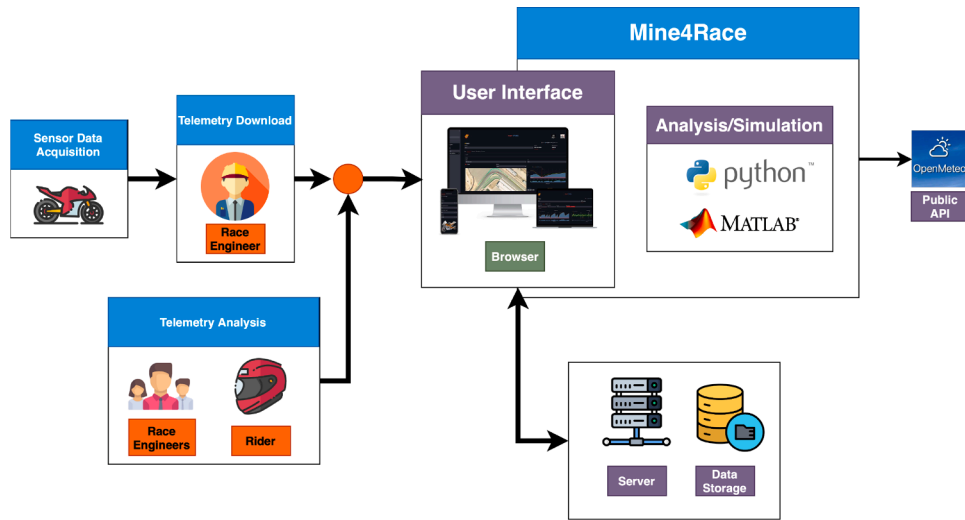 Mine4Race
User Interface
Telemetry Download
Analysis/Simulation
Sensor Data
Acquisition
python™
OpenMeteo
Public
API
MATLAB®
Race
Engineer
Browser
Telemetry Analysis
Race
Engineers
Rider
Server
Data
Storage